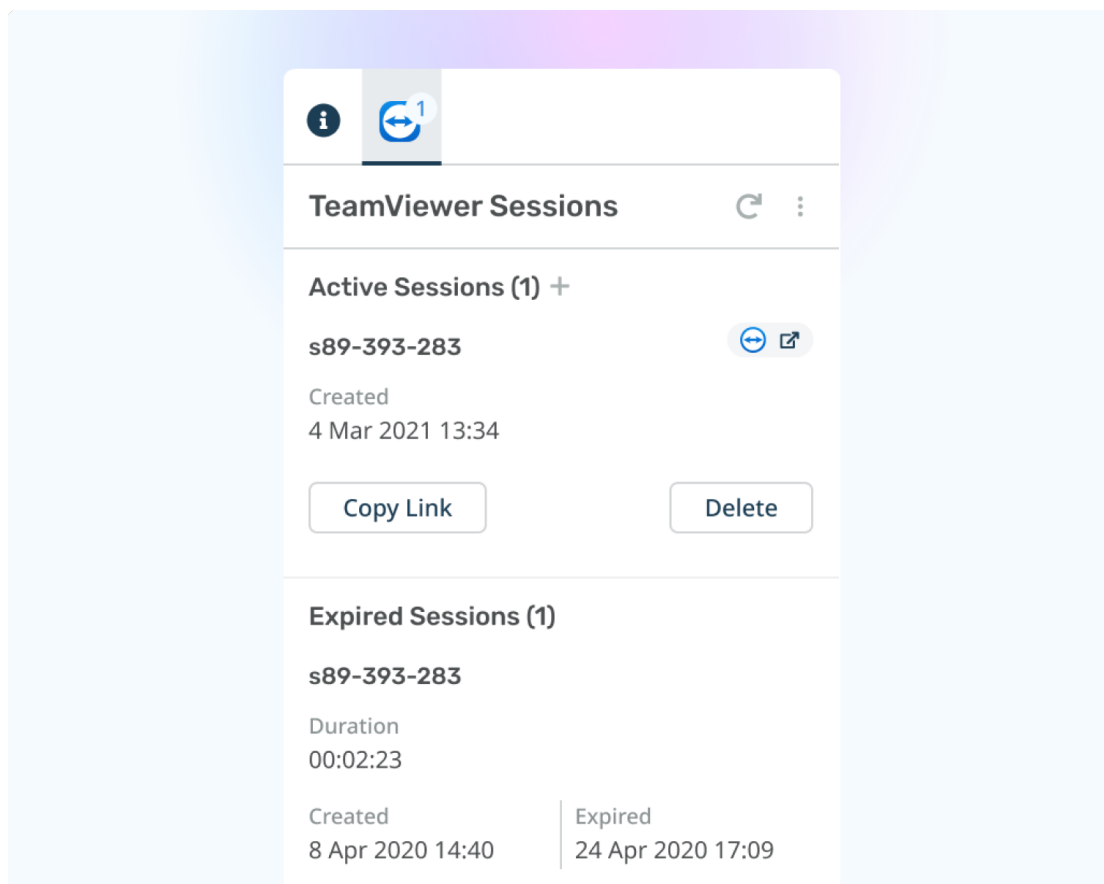 1
TeamViewer Sessions
Active Sessions (1)
s89-393-283
Created
4 Mar 2021 13:34
Copy Link Delete
Expired Sessions (1)
s89-393-283
Duration
00:02:23
Created Expired
8 Apr 2020 14:40 24 Apr 2020 17:09